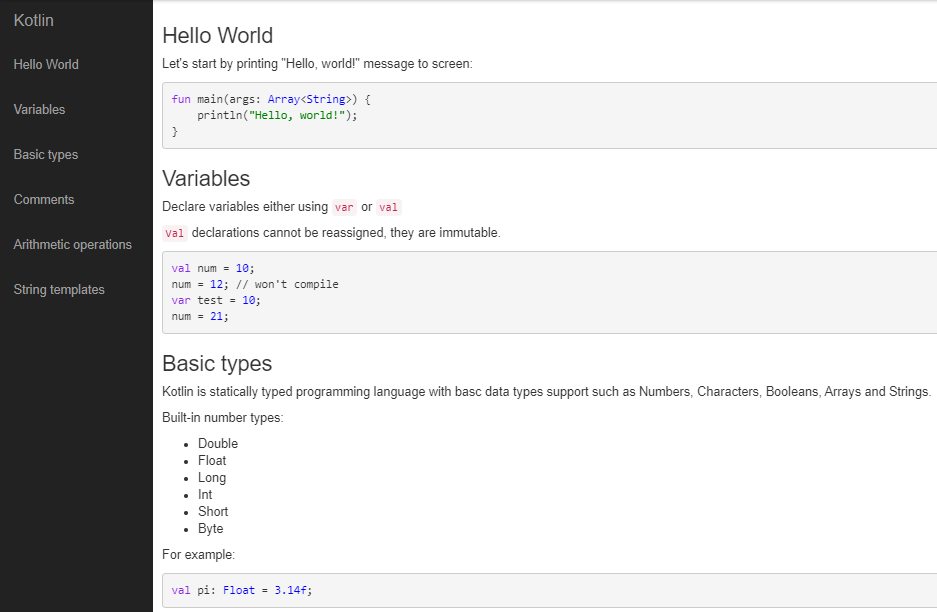 Kotlin
Hello World
Variables
Basic types
Comments
Arithmetic operations
String templates
Hello World
Let's start by printing "Hello, world!" message to screen:
fun main(args: Array<String>) {
    println("Hello, world!");
}
Variables
Declare variables either using var or val
Val declarations cannot be reassigned, they are immutable.
val num = 10;
num = 12; // won't compile
var test = 10;
num = 21;
Basic types
Kotlin is statically typed programming language with basc data types support such as Numbers, Characters, Booleans, Arrays and Strings.
Built-in number types:
• Double
• Float
• Long
• Int
• Short
• Byte
For example:
val pi: Float = 3.14f;